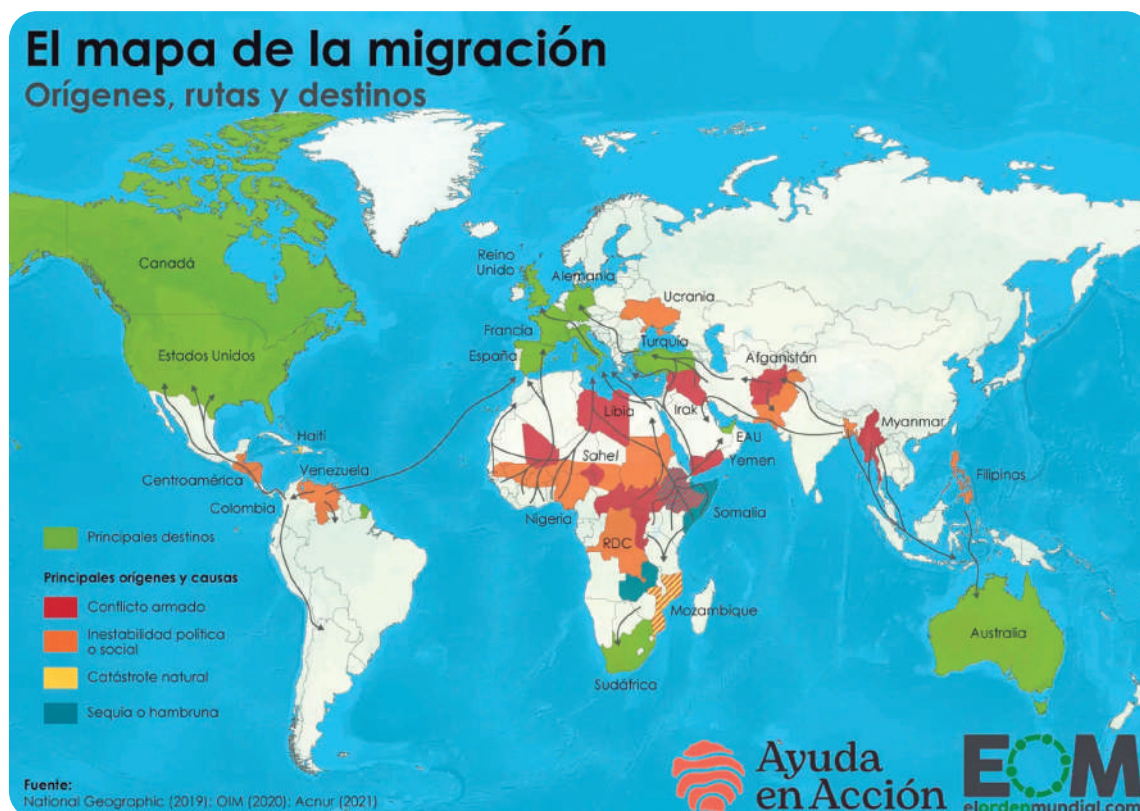 El mapa de la migración
Orígenes, rutas y destinos
Canadá
Reino
Unido
Alemania
Ucrania
Francia
Estados Unidos
España
Turquía
Afganistán
Libia
Irak
Myanmar
Haití
EAU
Sahel
Yemen
Centroamérica
Venezuela
Filipinas
Colombia
Nigeria
Somalia
RDC
Mozambique
Australia
Sudáfrica
Principales destinos
Principales orígenes y causas
Conflicto armado
Inestabilidad política
o social
Catástrofe natural
Sequía o hambruna
Fuente:
National Geographic (2019); OIM (2020); Acnur (2021)
Ayuda
en Acción
EOM
elordenmundial.com